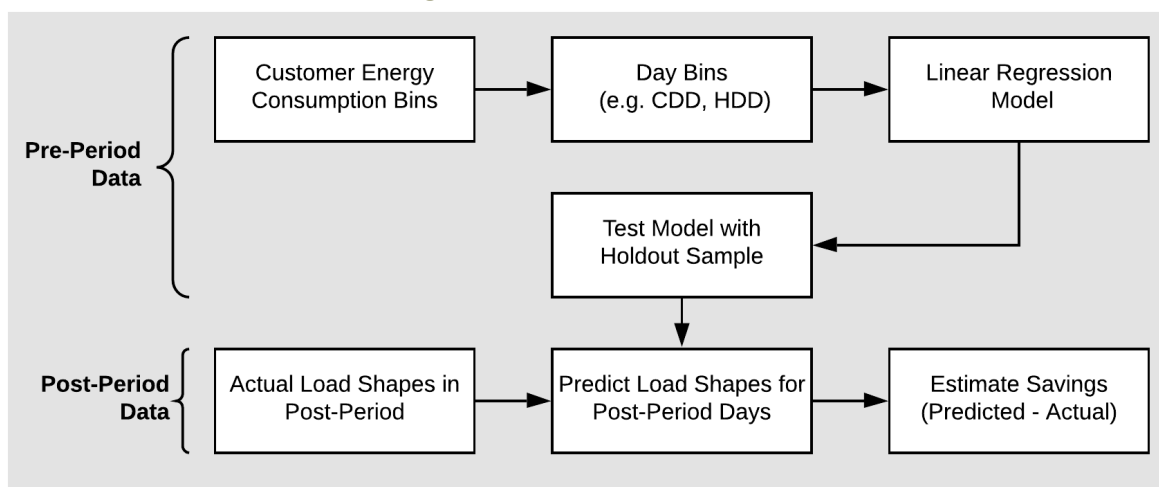 Customer Energy
Consumption Bins
Day Bins
(e.g. CDD, HDD)
Linear Regression
Model
Pre-Period
Data
Test Model with
Holdout Sample
Post-Period
Data
Actual Load Shapes in
Post-Period
Predict Load Shapes for
Post-Period Days
Estimate Savings
(Predicted - Actual)